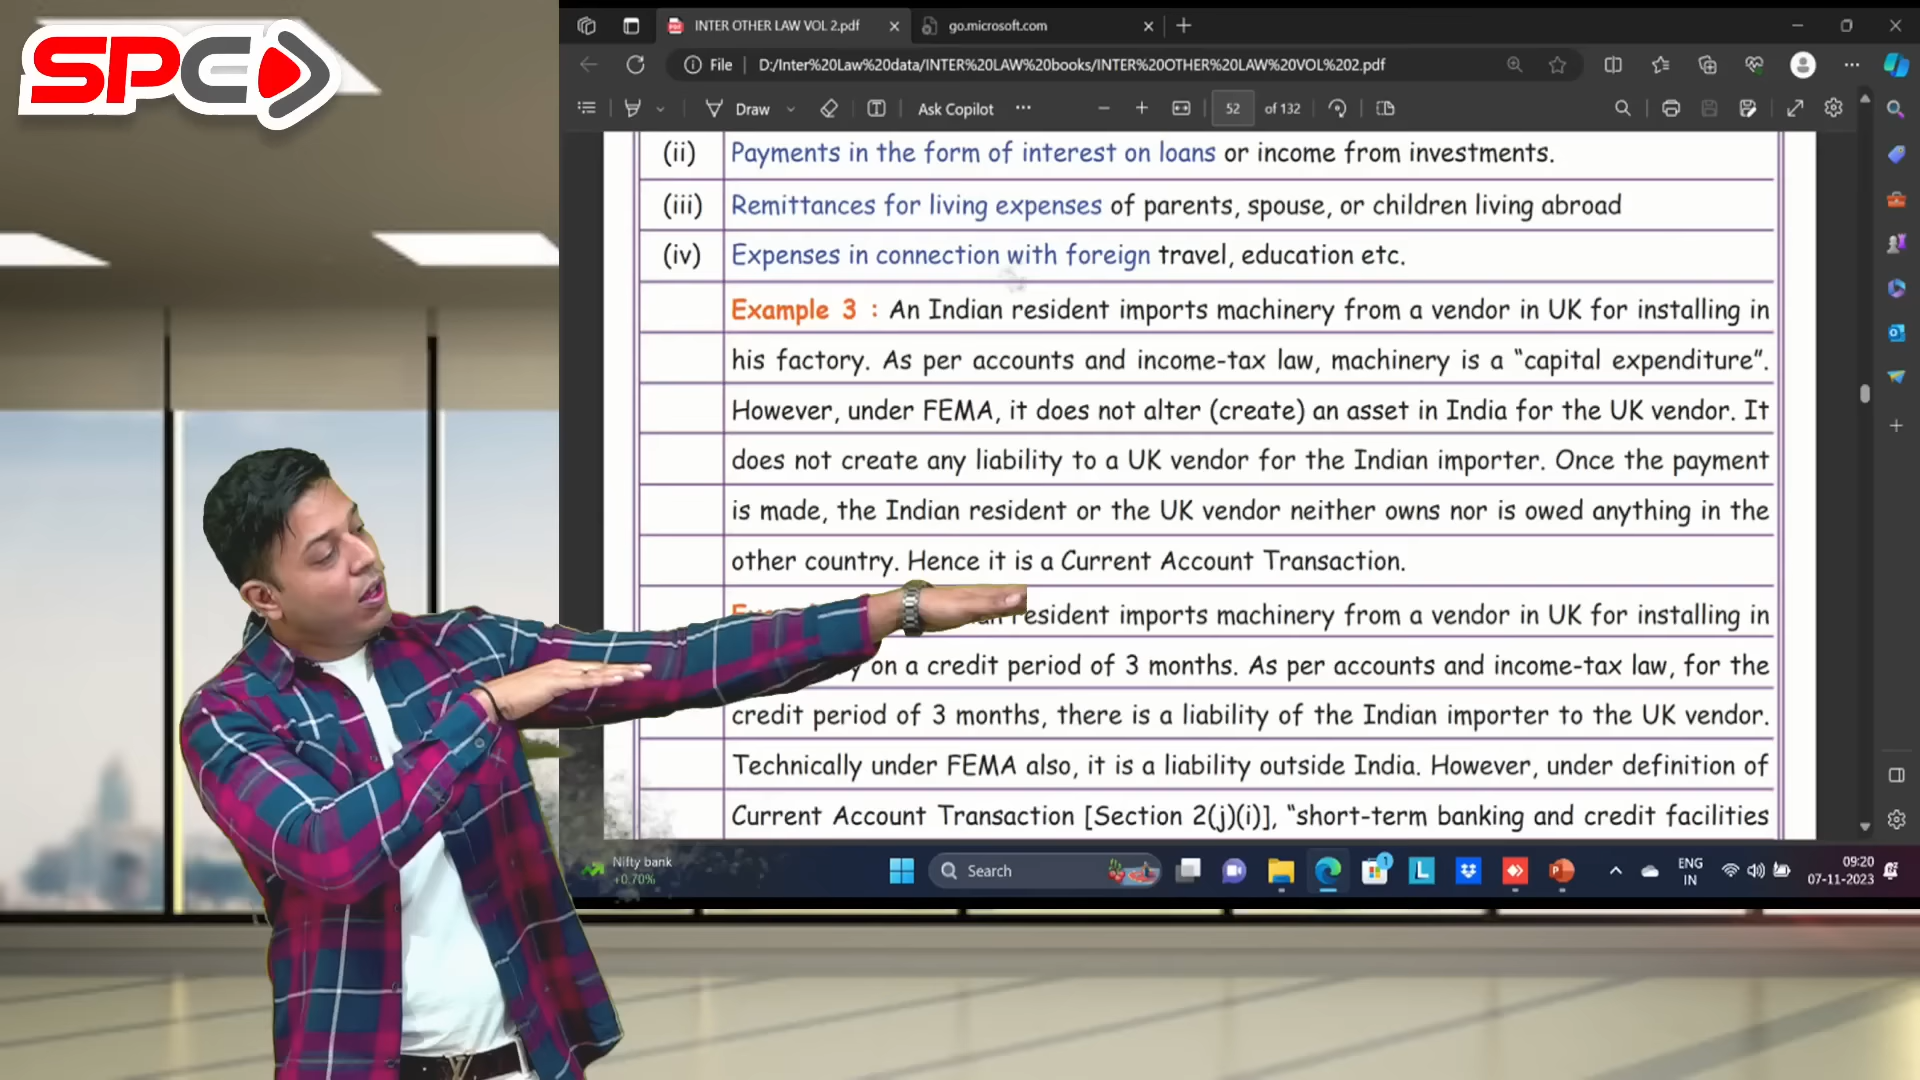 SPC
INTER OTHER LAW VOL 2.pdf
go.microsoft.com
File
D:/Inter%20Law%20data/INTER%20LAW%20books/INTER%20OTHER%20LAW%20VOL%202.pdf
Draw
Ask Copilot
52 of 132
(ii) Payments in the form of interest on loans or income from investments.
(iii) Remittances for living expenses of parents, spouse, or children living abroad
(iv) Expenses in connection with foreign travel, education etc.
Example 3 : An Indian resident imports machinery from a vendor in UK for installing in
his factory. As per accounts and income-tax law, machinery is a “capital expenditure”.
However, under FEMA, it does not alter (create) an asset in India for the UK vendor. It
does not create any liability to a UK vendor for the Indian importer. Once the payment
is made, the Indian resident or the UK vendor neither owns nor is owed anything in the
other country. Hence it is a Current Account Transaction.
resident imports machinery from a vendor in UK for installing in
on a credit period of 3 months. As per accounts and income-tax law, for the
credit period of 3 months, there is a liability of the Indian importer to the UK vendor.
Technically under FEMA also, it is a liability outside India. However, under definition of
Current Account Transaction [Section 2(j)(i)], “short-term banking and credit facilities
Nifty bank
+0.70%
Search
1
ENG
IN
09:20
07-11-2023